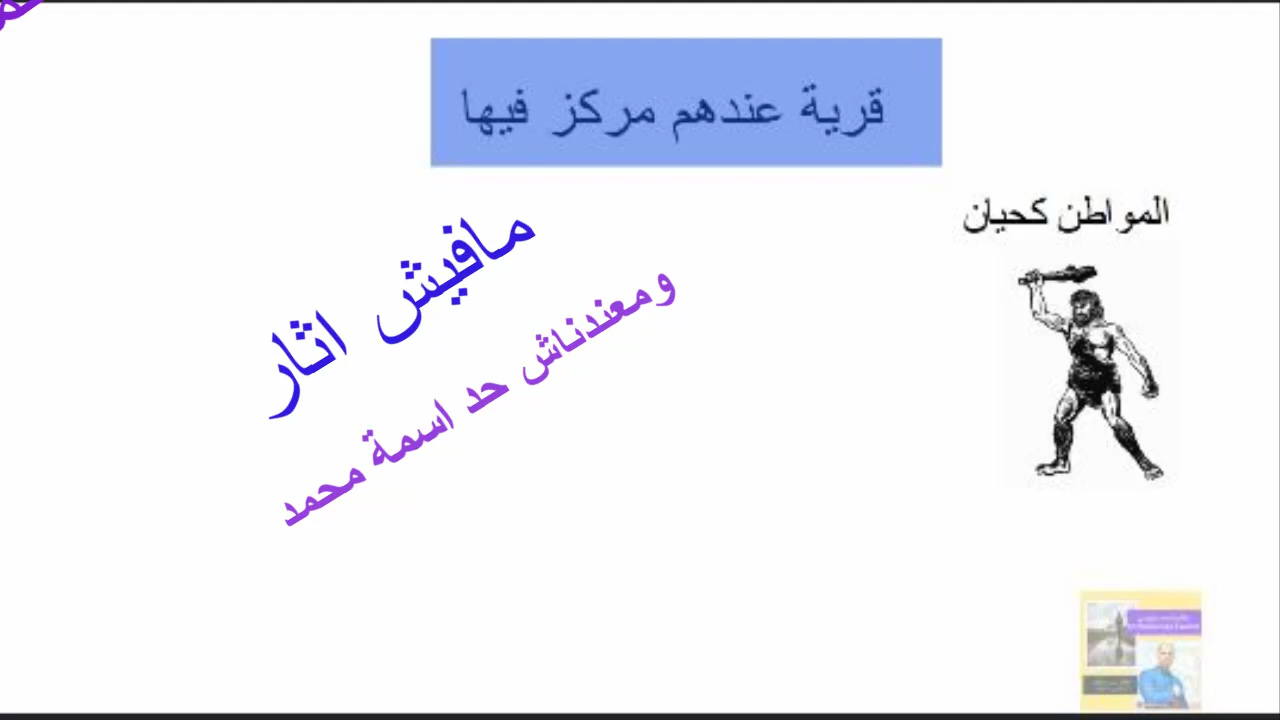 قرية عندهم مركز فيها
المواطن كحيان
مافيش اثار
ومعندناش حد اسمة محمد